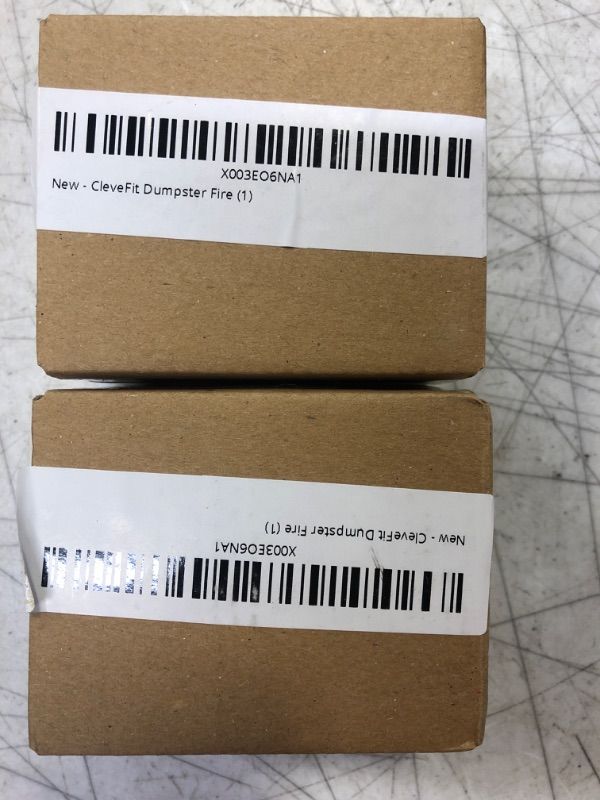 X003EO6NA1
New - CleveFit Dumpster Fire (1)
X003EO6NA1
New - CleveFit Dumpster Fire (1)